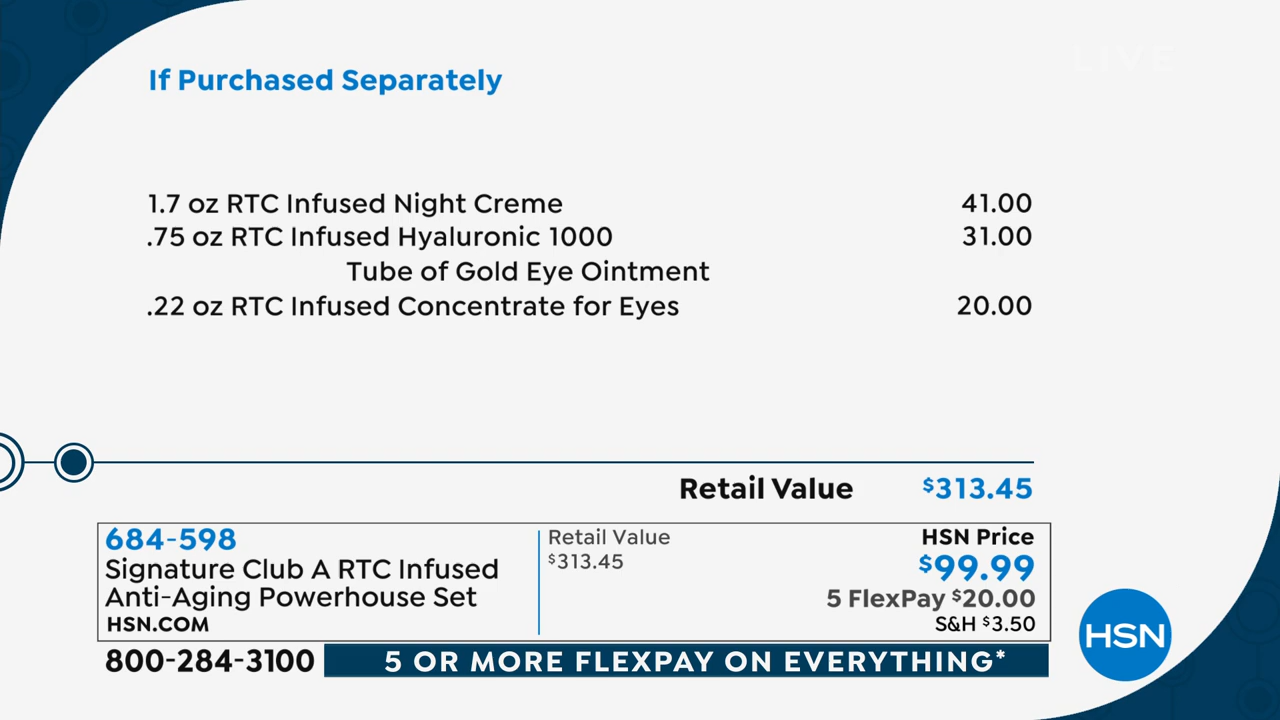 LIVE
If Purchased Separately
1.7 oz RTC Infused Night Creme 41.00
.75 oz RTC Infused Hyaluronic 1000 31.00
Tube of Gold Eye Ointment
.22 oz RTC Infused Concentrate for Eyes 20.00
Retail Value $313.45
684-598
Signature Club A RTC Infused
Anti-Aging Powerhouse Set
HSN.COM
Retail Value
$313.45
HSN Price
$99.99
5 FlexPay $20.00
S&H $3.50
HSN
800-284-3100 5 OR MORE FLEXPAY ON EVERYTHING*